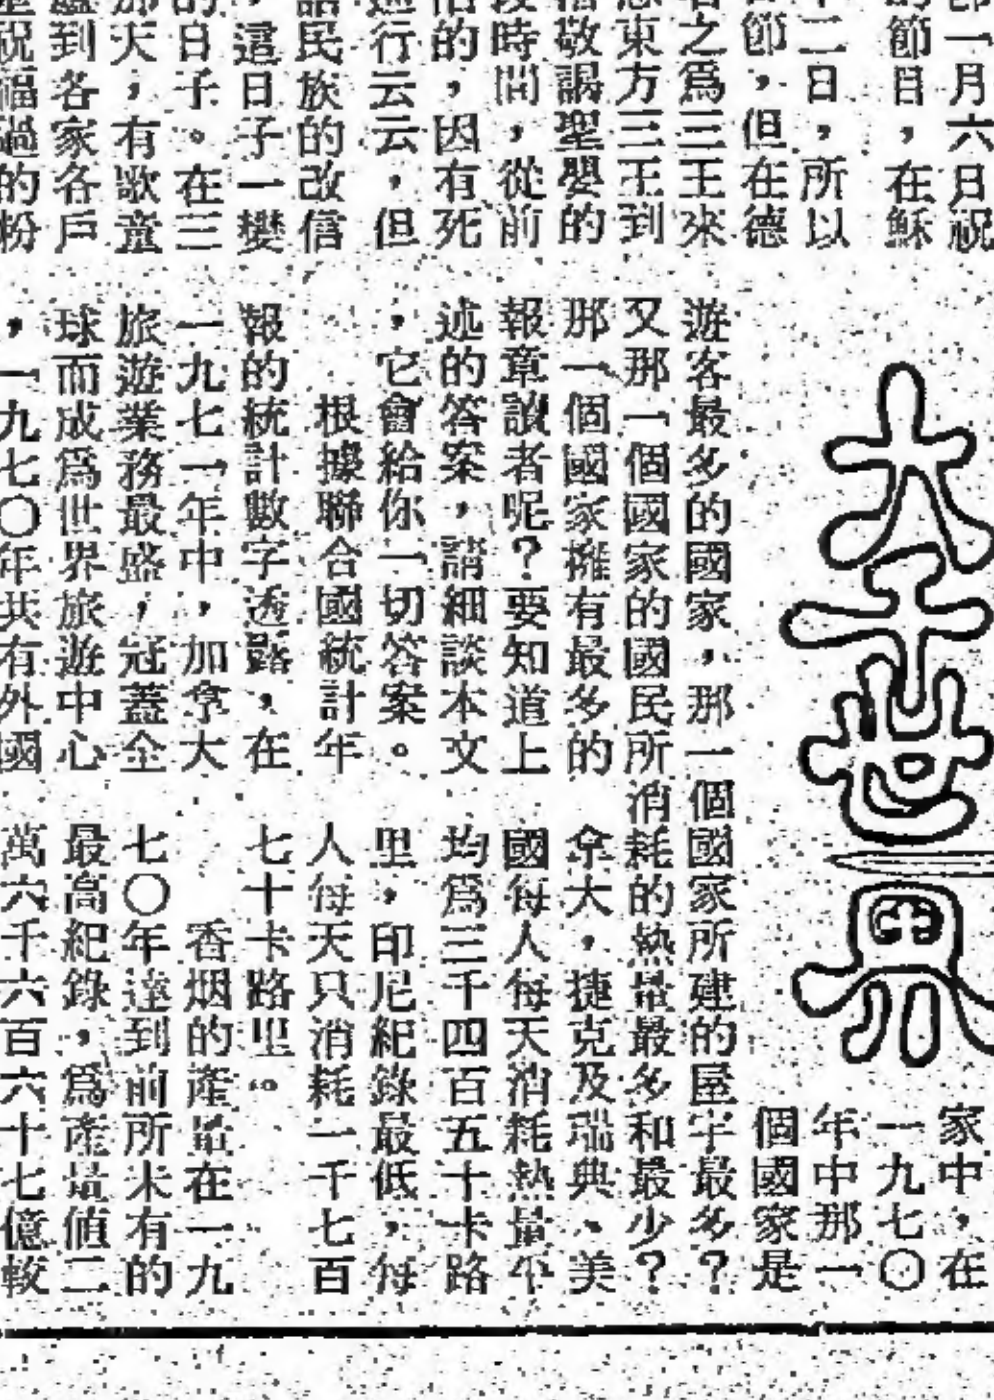 一月六月祝
的節目，在穌
二日，所以
節，但在德
之為三王來
東方三王到
敬謁聖嬰的
時間，從前
的，因有死
行云云，但
民族的改信
，這日子一變
的日子。在三
那天，有歌童
到各家各戶
祝福過的粉
大千世界
家中，在
一九七〇
年中那一
個國家是
遊客最多的國家，那一個國家所建的屋宇最多？
又那一個國家的國民所消耗的熱量最多和最少？
那一個國家擁有最多的
報章讀者呢？要知道上
述的答案，請細談本文
，它會給你一切答案。
根據聯合國統計年
報的統計數字透露，在
一九七一年中，加拿大
旅遊業務最盛，冠蓋全
球而成為世界旅遊中心
，一九七〇年共有外國
拿大，捷克及瑞典、美
國每人每天消耗熱量平
均為三千四百五十卡路
里，印尼紀錄最低，每
人每天只消耗一千七百
七十卡路里。
香烟的產量在一九
七〇年達到前所未有的
最高紀錄，為產量值二
萬六千六百六十七億較